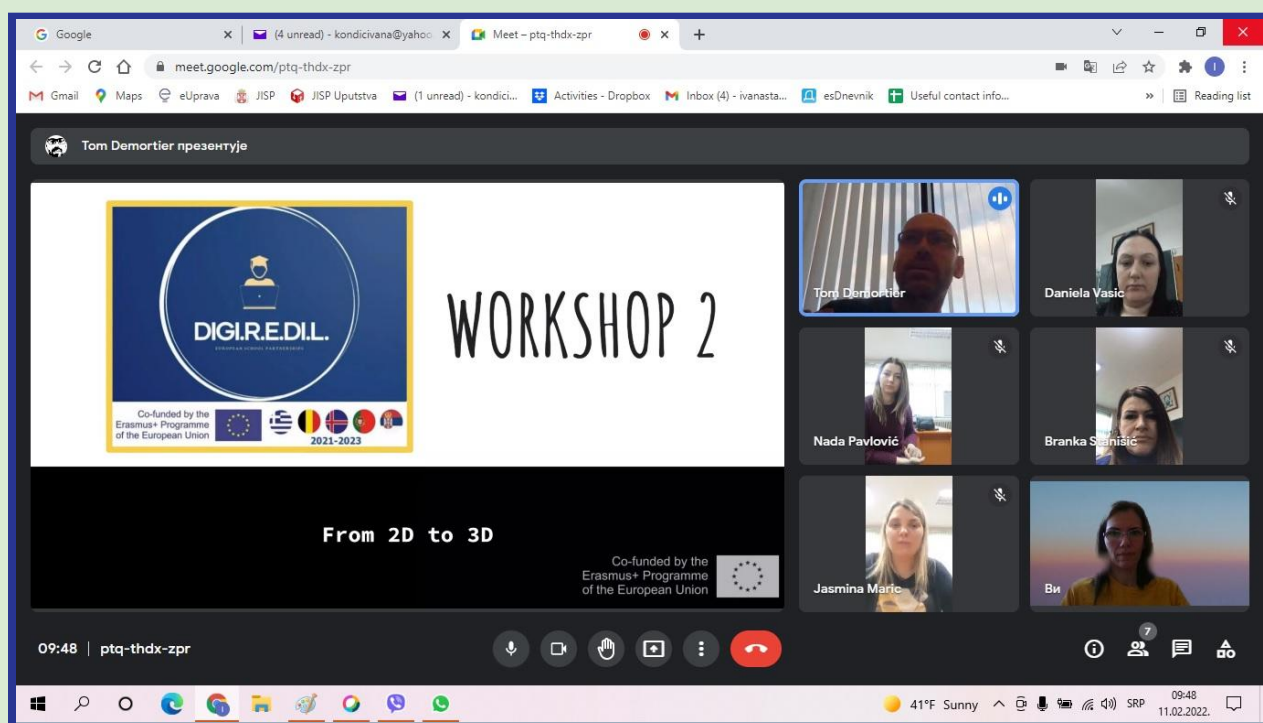 Google
(4 unread) - kondicivana@yahoo
Meet – ptq-thdx-zpr
meet.google.com/ptq-thdx-zpr
Gmail
Maps
eUprava
JISP
JISP Uputstva
(1 unread) - kondici...
Activities - Dropbox
Inbox (4) - ivanasta...
esDnevnik
Useful contact info...
»
Reading list
Tom Demortier презентује
DIGI.R.E.DI.L.
EUROPEAN SCHOOL PARTNERSHIPS
Co-funded by the
Erasmus+ Programme
of the European Union
2021-2023
WORKSHOP 2
From 2D to 3D
Co-funded by the
Erasmus+ Programme
of the European Union
Tom Demortier
Daniela Vasic
Nada Pavlović
Branka Stanisić
Jasmina Maric
Ви
09:48 | ptq-thdx-zpr
7
41°F Sunny
SRP
09:48
11.02.2022.